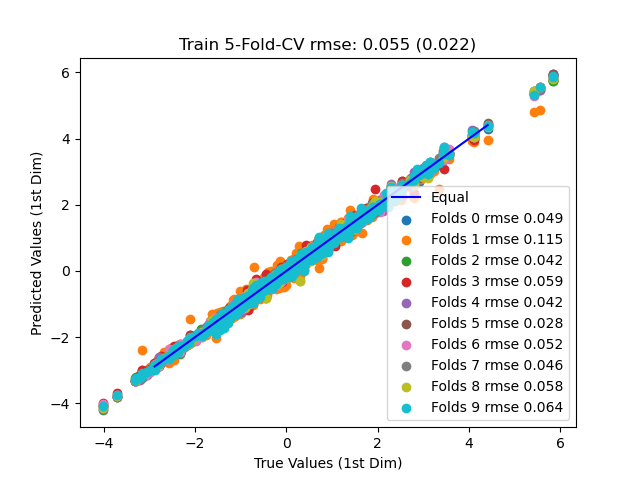 Train 5-Fold-CV rmse: 0.055 (0.022)
Predicted Values (1st Dim)
6
4
2
0
−2
−4
Equal
Folds 0 rmse 0.049
Folds 1 rmse 0.115
Folds 2 rmse 0.042
Folds 3 rmse 0.059
Folds 4 rmse 0.042
Folds 5 rmse 0.028
Folds 6 rmse 0.052
Folds 7 rmse 0.046
Folds 8 rmse 0.058
Folds 9 rmse 0.064
−4 −2 0 2 4 6
True Values (1st Dim)